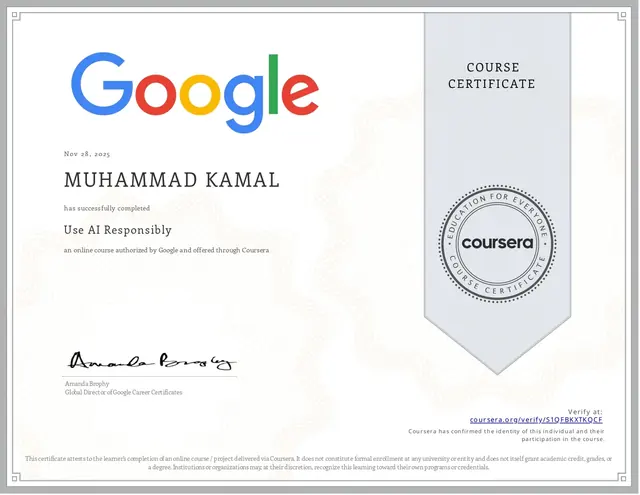 Google
COURSE
CERTIFICATE
Nov 28, 2025
MUHAMMAD KAMAL
has successfully completed
Use AI Responsibly
an online course authorized by Google and offered through Coursera
EDUCATION FOR EVERYONE
coursera
COURSE CERTIFICATE
Amanda Brophy
Amanda Brophy
Global Director of Google Career Certificates
Verify at:
coursera.org/verify/S1QFBKXTKQCF
Coursera has confirmed the identity of this individual and their
participation in the course.
This certificate attests to the learner's completion of an online course / project delivered via Coursera. It does not constitute formal enrollment at any university or entity and does not itself grant academic credit, grades, or
a degree. Institutions or organizations may, at their discretion, recognize this learning toward their own programs or credentials.